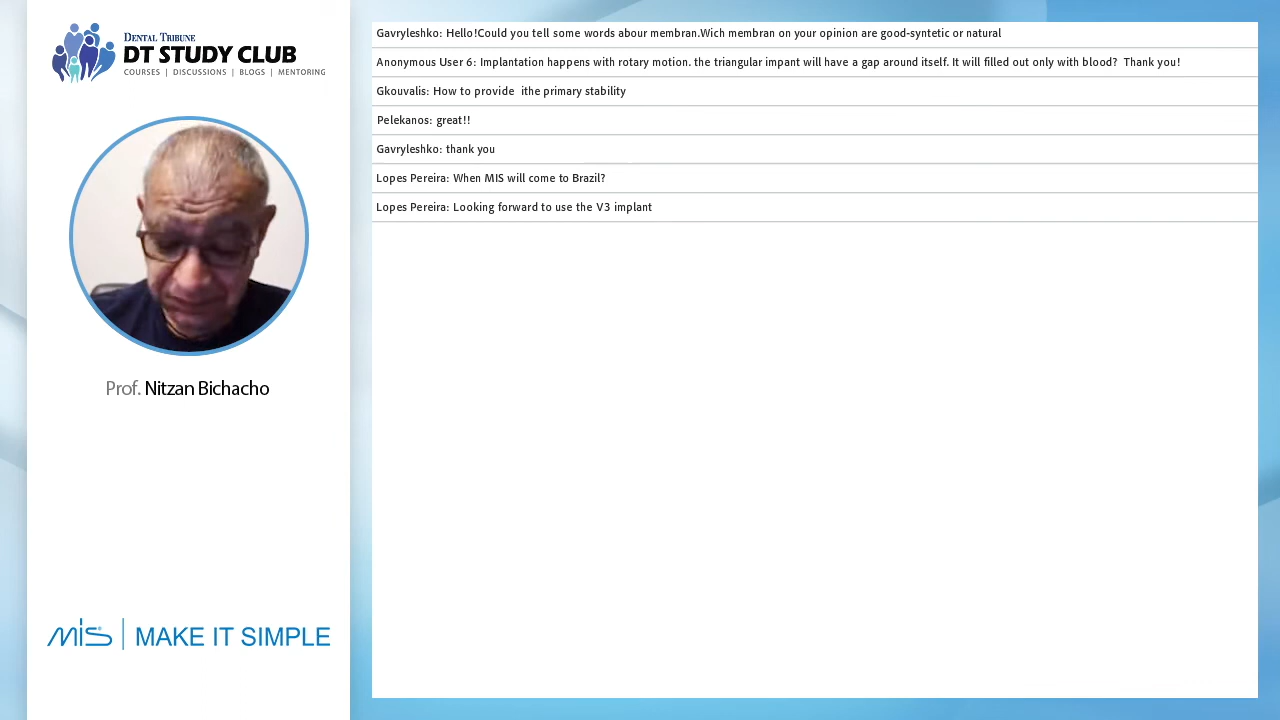 DENTAL TRIBUNE
DT STUDY CLUB
COURSES | DISCUSSIONS | BLOGS | MENTORING
Prof. Nitzan Bichacho
mis® | MAKE IT SIMPLE
Gavryleshko: Hello!Could you tell some words abour membran.Wich membran on your opinion are good-syntetic or natural
Anonymous User 6: Implantation happens with rotary motion. the triangular impant will have a gap around itself. It will filled out only with blood?  Thank you!
Gkouvalis: How to provide  ithe primary stability
Pelekanos: great!!
Gavryleshko: thank you
Lopes Pereira: When MIS will come to Brazil?
Lopes Pereira: Looking forward to use the V3 implant